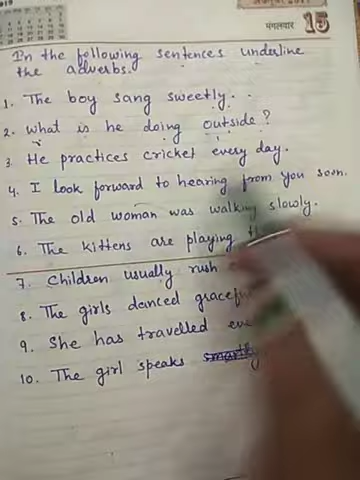 मंगलवार 15
In the following sentences underline
the adverbs.
1. The boy sang sweetly.
2. What is he doing outside?
3. He practices cricket every day.
4. I look forward to hearing from you soon.
5. The old woman was walking slowly.
6. The kittens are playing
7. Children usually rush
8. The girls danced
9. She has travelled
10. The girl speaks